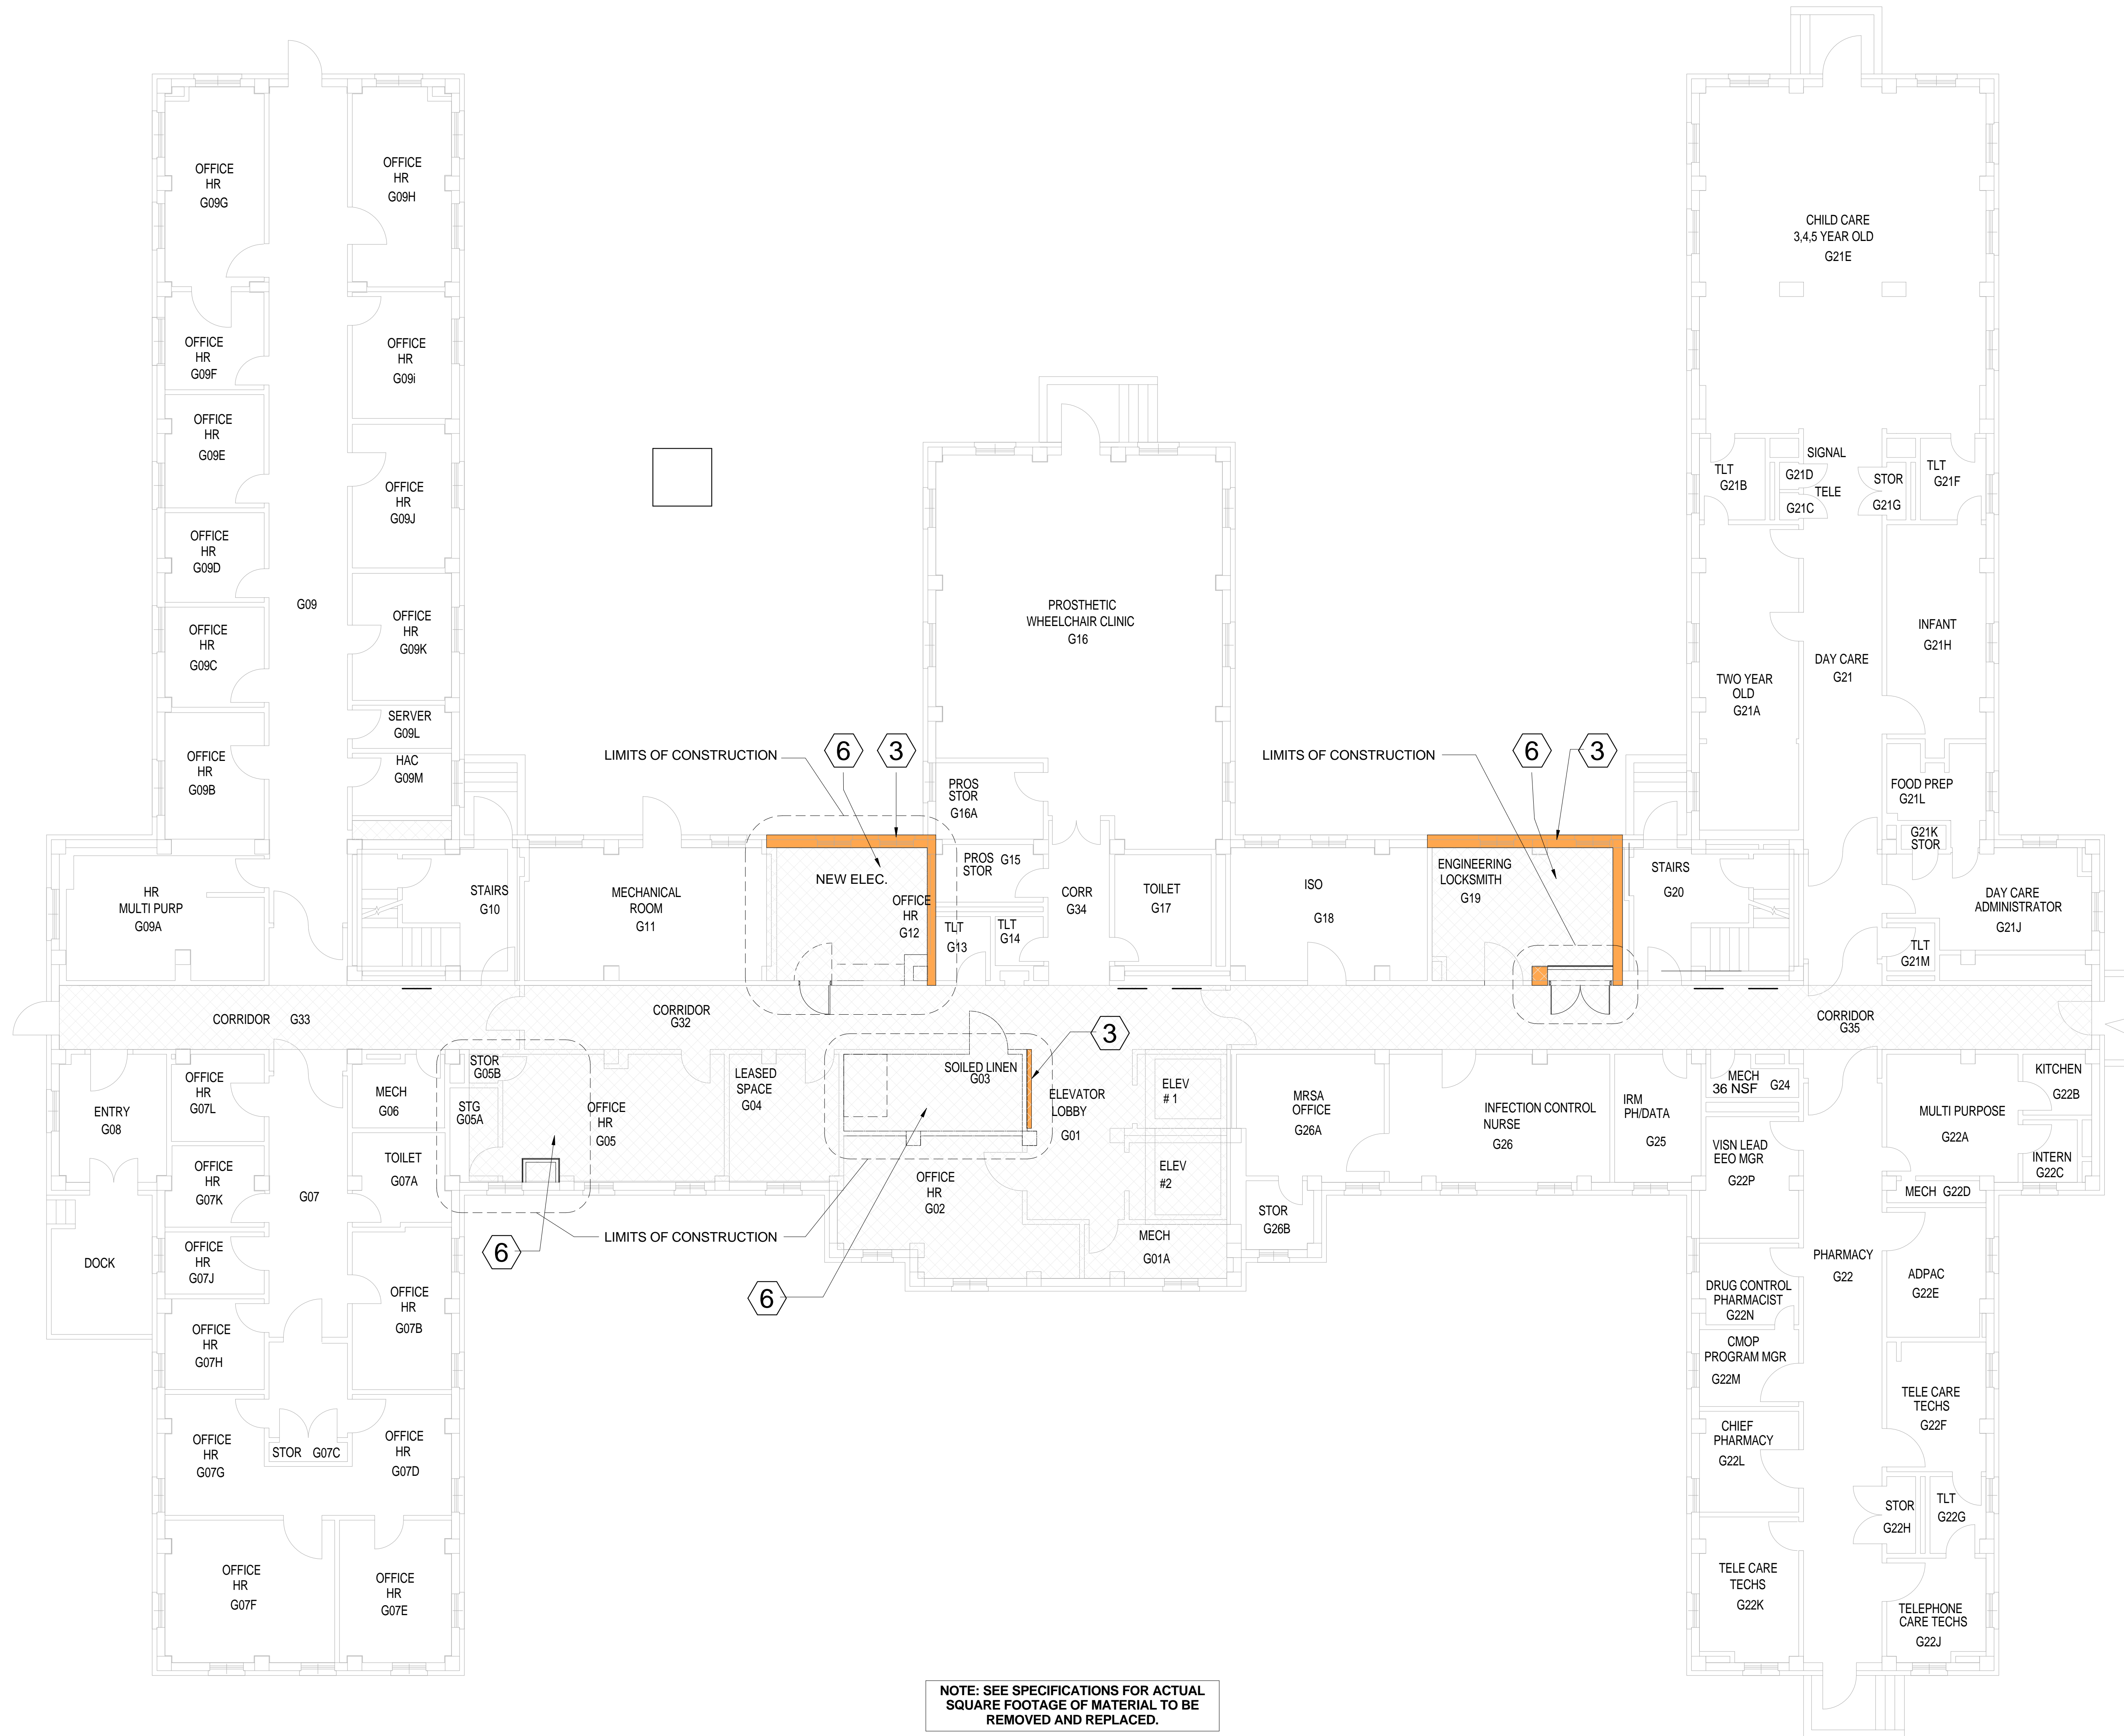 OFFICE
HR
G09G
OFFICE
HR
G09H
OFFICE
HR
G09F
OFFICE
HR
G09i
OFFICE
HR
G09E
OFFICE
HR
G09J
OFFICE
HR
G09D
G09
OFFICE
HR
G09K
OFFICE
HR
G09C
SERVER
G09L
OFFICE
HR
G09B
HAC
G09M
HR
MULTI PURP
G09A
STAIRS
G10
MECHANICAL
ROOM
G11
LIMITS OF CONSTRUCTION
6
3
NEW ELEC.
OFFICE
HR
G12
PROSTHETIC
WHEELCHAIR CLINIC
G16
PROS
STOR
G16A
PROS G15
STOR
TLT
G13
TLT
G14
CORR
G34
TOILET
G17
ISO
G18
LIMITS OF CONSTRUCTION
6
3
ENGINEERING
LOCKSMITH
G19
STAIRS
G20
CHILD CARE
3,4,5 YEAR OLD
G21E
SIGNAL
TLT
G21B
G21D
TELE
G21C
STOR
G21G
TLT
G21F
INFANT
G21H
DAY CARE
G21
TWO YEAR
OLD
G21A
FOOD PREP
G21L
G21K
STOR
DAY CARE
ADMINISTRATOR
G21J
TLT
G21M
CORRIDOR G33
CORRIDOR
G32
CORRIDOR
G35
3
ENTRY
G08
DOCK
OFFICE
HR
G07L
OFFICE
HR
G07K
OFFICE
HR
G07J
OFFICE
HR
G07H
OFFICE
HR
G07G
G07
MECH
G06
TOILET
G07A
OFFICE
HR
G07B
STOR G07C
OFFICE
HR
G07D
OFFICE
HR
G07F
OFFICE
HR
G07E
STOR
G05B
STG
G05A
OFFICE
HR
G05
LEASED
SPACE
G04
SOILED LINEN
G03
ELEVATOR
LOBBY
G01
ELEV
# 1
ELEV
#2
OFFICE
HR
G02
MECH
G01A
LIMITS OF CONSTRUCTION
6
6
MRSA
OFFICE
G26A
STOR
G26B
INFECTION CONTROL
NURSE
G26
IRM
PH/DATA
G25
MECH
36 NSF G24
VISN LEAD
EEO MGR
G22P
MULTI PURPOSE
G22A
KITCHEN
G22B
INTERN
G22C
MECH G22D
PHARMACY
G22
ADPAC
G22E
DRUG CONTROL
PHARMACIST
G22N
CMOP
PROGRAM MGR
G22M
TELE CARE
TECHS
G22F
CHIEF
PHARMACY
G22L
STOR
G22H
TLT
G22G
TELE CARE
TECHS
G22K
TELEPHONE
CARE TECHS
G22J
NOTE: SEE SPECIFICATIONS FOR ACTUAL
SQUARE FOOTAGE OF MATERIAL TO BE
REMOVED AND REPLACED.